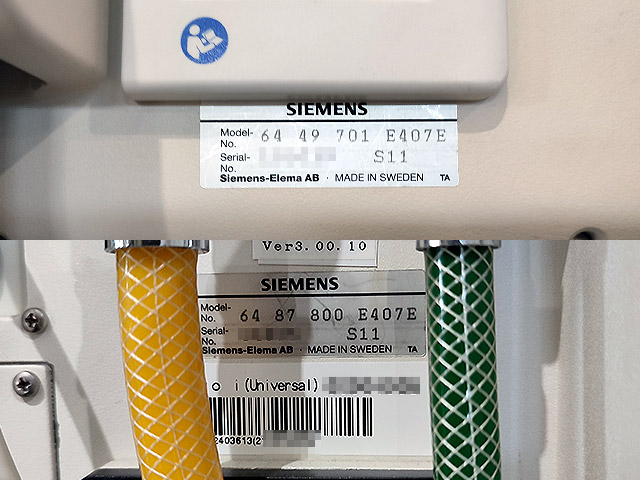 SIEMENS
Model-No. 64 49 701 E407E
Serial-No. S11
Siemens-Elema AB · MADE IN SWEDEN TA
Ver3.00.10
SIEMENS
Model-No. 64 87 800 E407E
Serial-No. S11
Siemens-Elema AB · MADE IN SWEDEN TA
i (Universal)
2403613(2